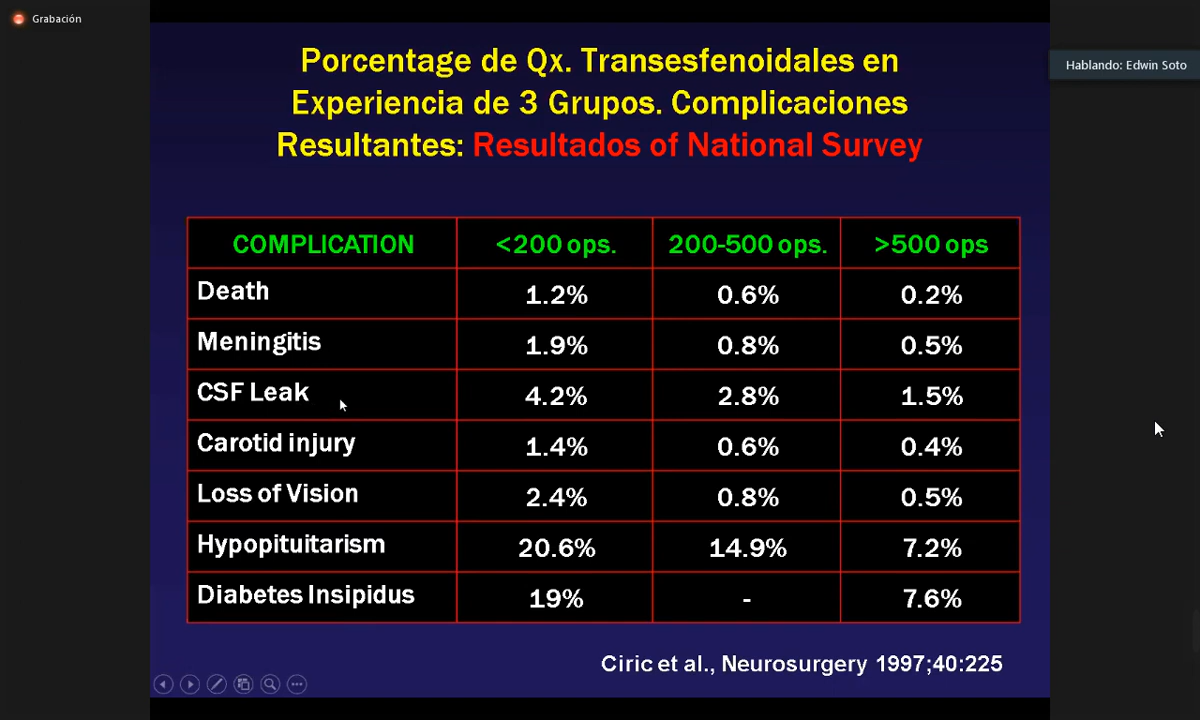 Grabación
Hablando: Edwin Soto
Porcentage de Qx. Transesfenoidales en
Experiencia de 3 Grupos. Complicaciones
Resultantes: Resultados of National Survey
COMPLICATION <200 ops. 200-500 ops. >500 ops
Death 1.2% 0.6% 0.2%
Meningitis 1.9% 0.8% 0.5%
CSF Leak 4.2% 2.8% 1.5%
Carotid injury 1.4% 0.6% 0.4%
Loss of Vision 2.4% 0.8% 0.5%
Hypopituitarism 20.6% 14.9% 7.2%
Diabetes Insipidus 19% - 7.6%
Ciric et al., Neurosurgery 1997;40:225